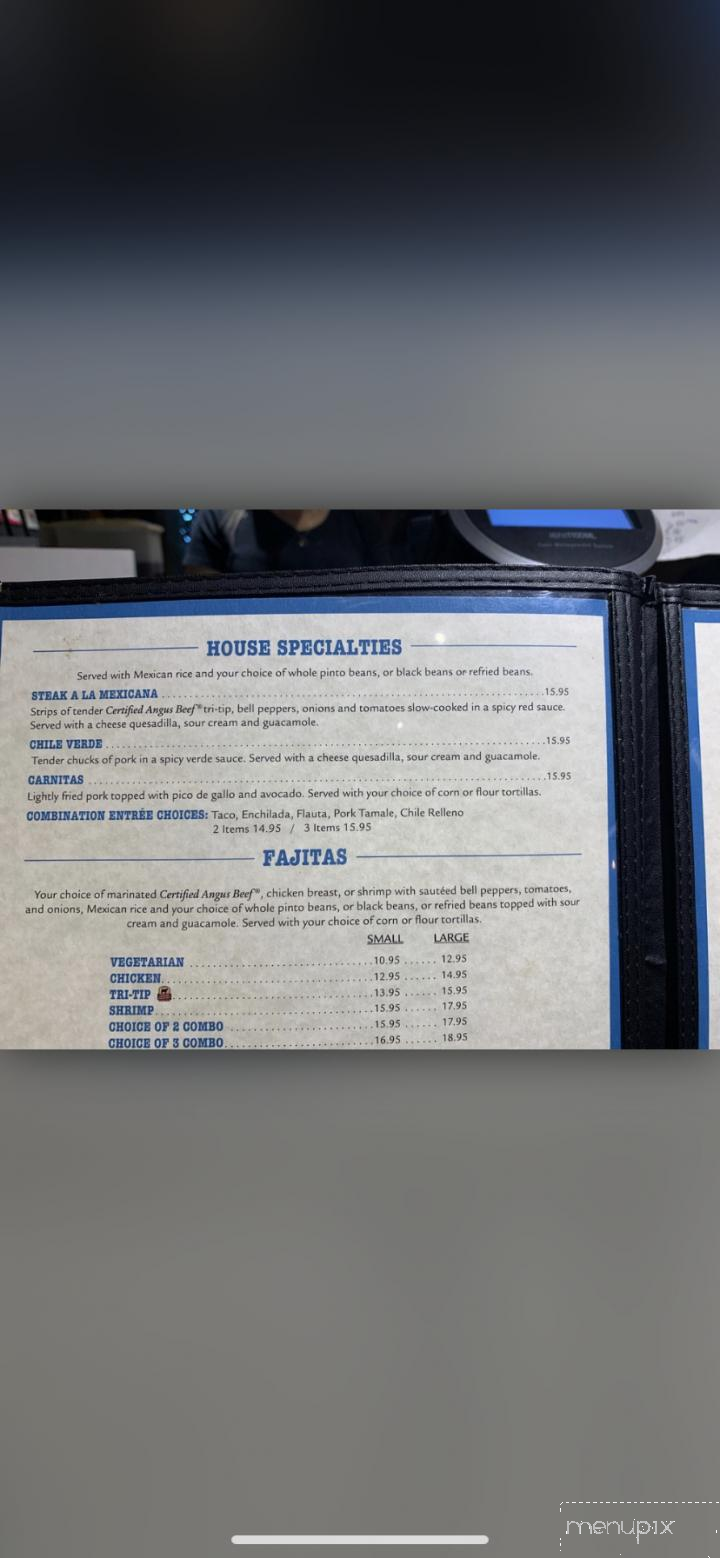 HOUSE SPECIALTIES
Served with Mexican rice and your choice of whole pinto beans, or black beans or refried beans.
STEAK A LA MEXICANA ........................................................ 15.95
Strips of tender Certified Angus Beef® tri-tip, bell peppers, onions and tomatoes slow-cooked in a spicy red sauce.
Served with a cheese quesadilla, sour cream and guacamole.
CHILE VERDE ........................................................ 15.95
Tender chucks of pork in a spicy verde sauce. Served with a cheese quesadilla, sour cream and guacamole.
CARNITAS ........................................................ 15.95
Lightly fried pork topped with pico de gallo and avocado. Served with your choice of corn or flour tortillas.
COMBINATION ENTRÉE CHOICES: Taco, Enchilada, Flauta, Pork Tamale, Chile Relleno
2 Items 14.95 / 3 Items 15.95
FAJITAS
Your choice of marinated Certified Angus Beef®, chicken breast, or shrimp with sautéed bell peppers, tomatoes,
and onions, Mexican rice and your choice of whole pinto beans, or black beans, or refried beans topped with sour
cream and guacamole. Served with your choice of corn or flour tortillas.
SMALL LARGE
VEGETARIAN ........................ 10.95 ...... 12.95
CHICKEN ........................ 12.95 ...... 14.95
TRI-TIP ........................ 13.95 ...... 15.95
SHRIMP ........................ 15.95 ...... 17.95
CHOICE OF 2 COMBO ........................ 15.95 ...... 17.95
CHOICE OF 3 COMBO ........................ 16.95 ...... 18.95
menupix